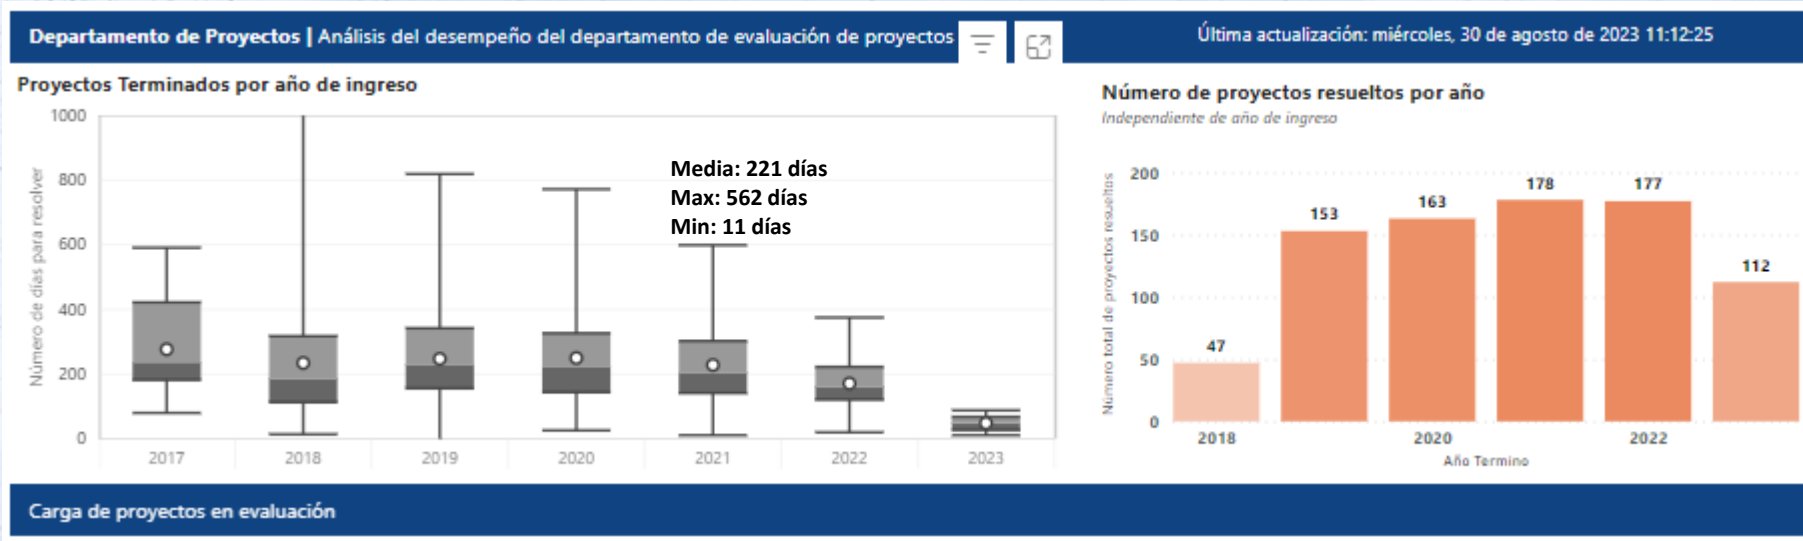 Departamento de Proyectos | Análisis del desempeño del departamento de evaluación de proyectos
Última actualización: miércoles, 30 de agosto de 2023 11:12:25
Proyectos Terminados por año de ingreso
Número de días para resolver
1000
800
600
400
200
0
Media: 221 días
Max: 562 días
Min: 11 días
2017 2018 2019 2020 2021 2022 2023
Número de proyectos resueltos por año
Independiente de año de ingreso
Número total de proyectos resueltos
200
150
100
50
0
47 153 163 178 177 112
2018 2020 2022
Año Termino
Carga de proyectos en evaluación